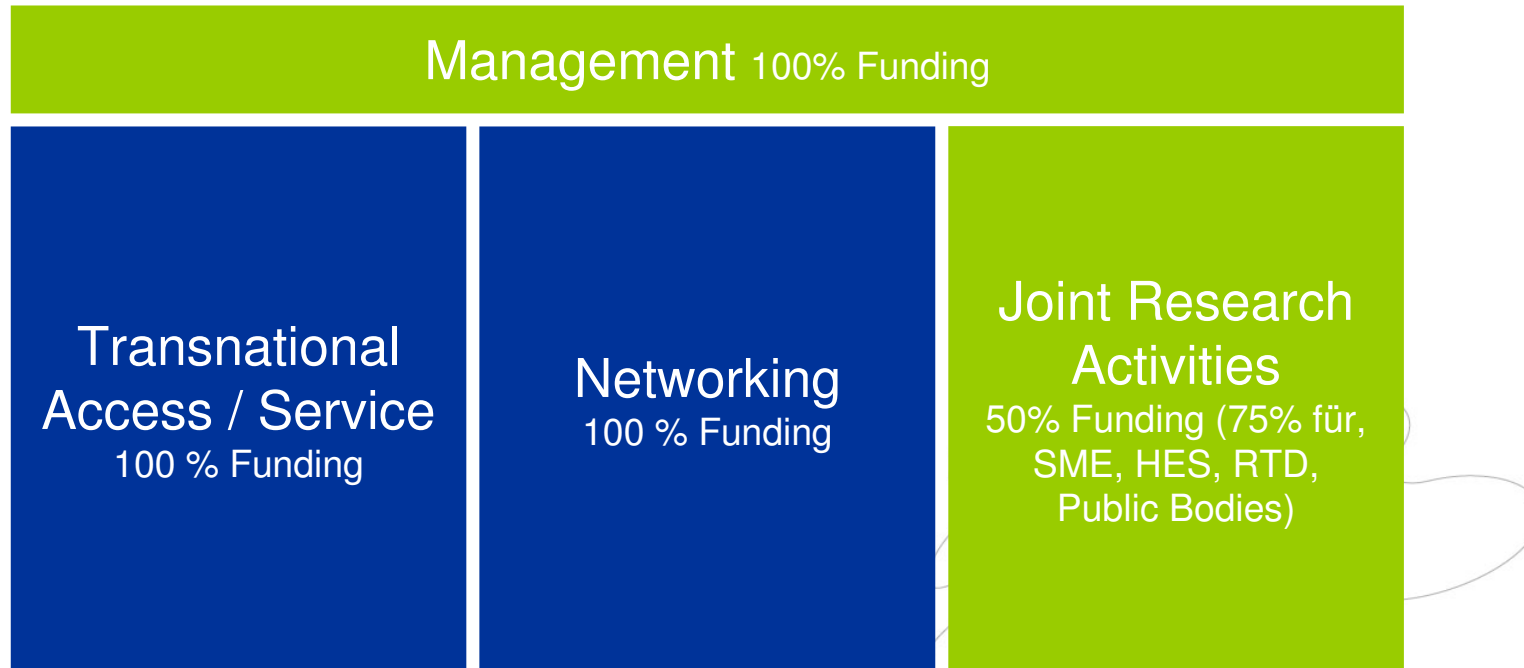 Management 100% Funding
Transnational
Access / Service
100 % Funding
Networking
100 % Funding
Joint Research
Activities
50% Funding (75% für,
SME, HES, RTD,
Public Bodies)